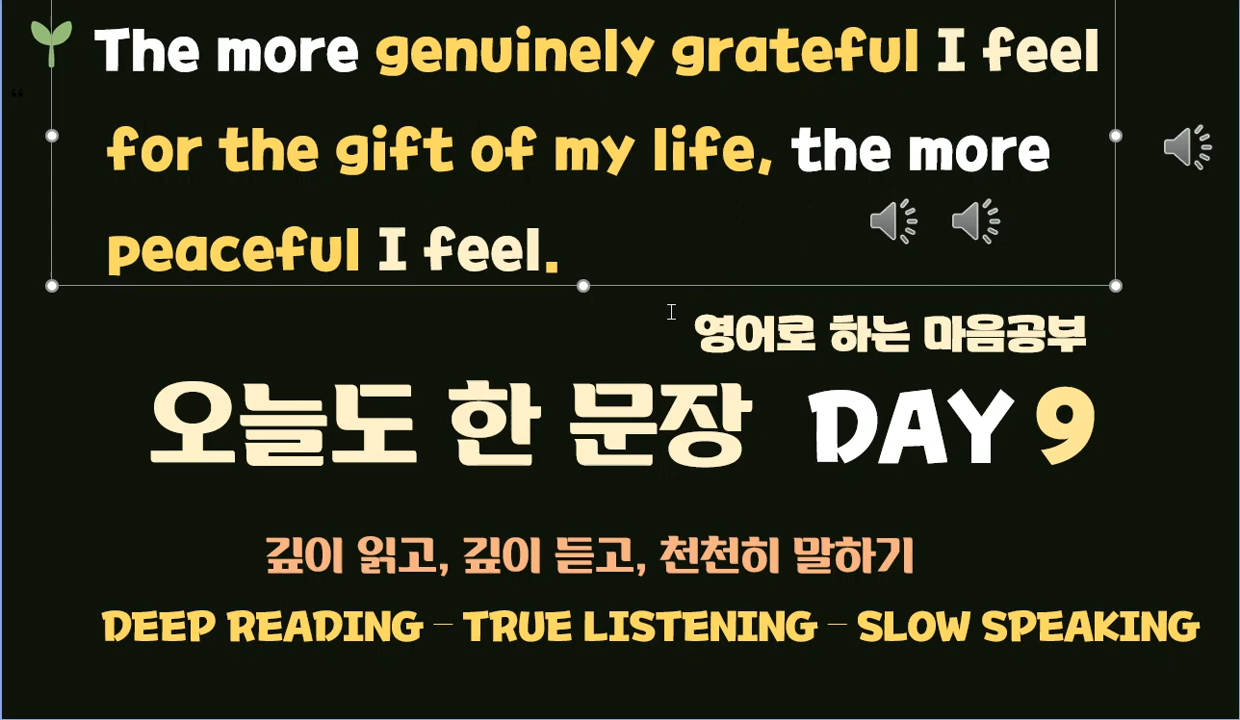 The more genuinely grateful I feel
for the gift of my life, the more
peaceful I feel.
영어로 하는 마음공부
오늘도 한 문장 DAY 9
깊이 읽고, 깊이 듣고, 천천히 말하기
DEEP READING – TRUE LISTENING – SLOW SPEAKING